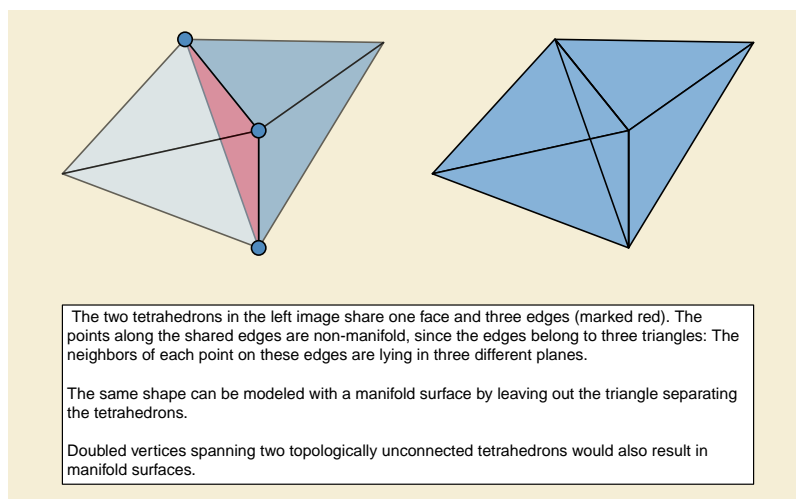 The two tetrahedrons in the left image share one face and three edges (marked red). The
points along the shared edges are non-manifold, since the edges belong to three triangles: The
neighbors of each point on these edges are lying in three different planes.
The same shape can be modeled with a manifold surface by leaving out the triangle separating
the tetrahedrons.
Doubled vertices spanning two topologically unconnected tetrahedrons would also result in
manifold surfaces.